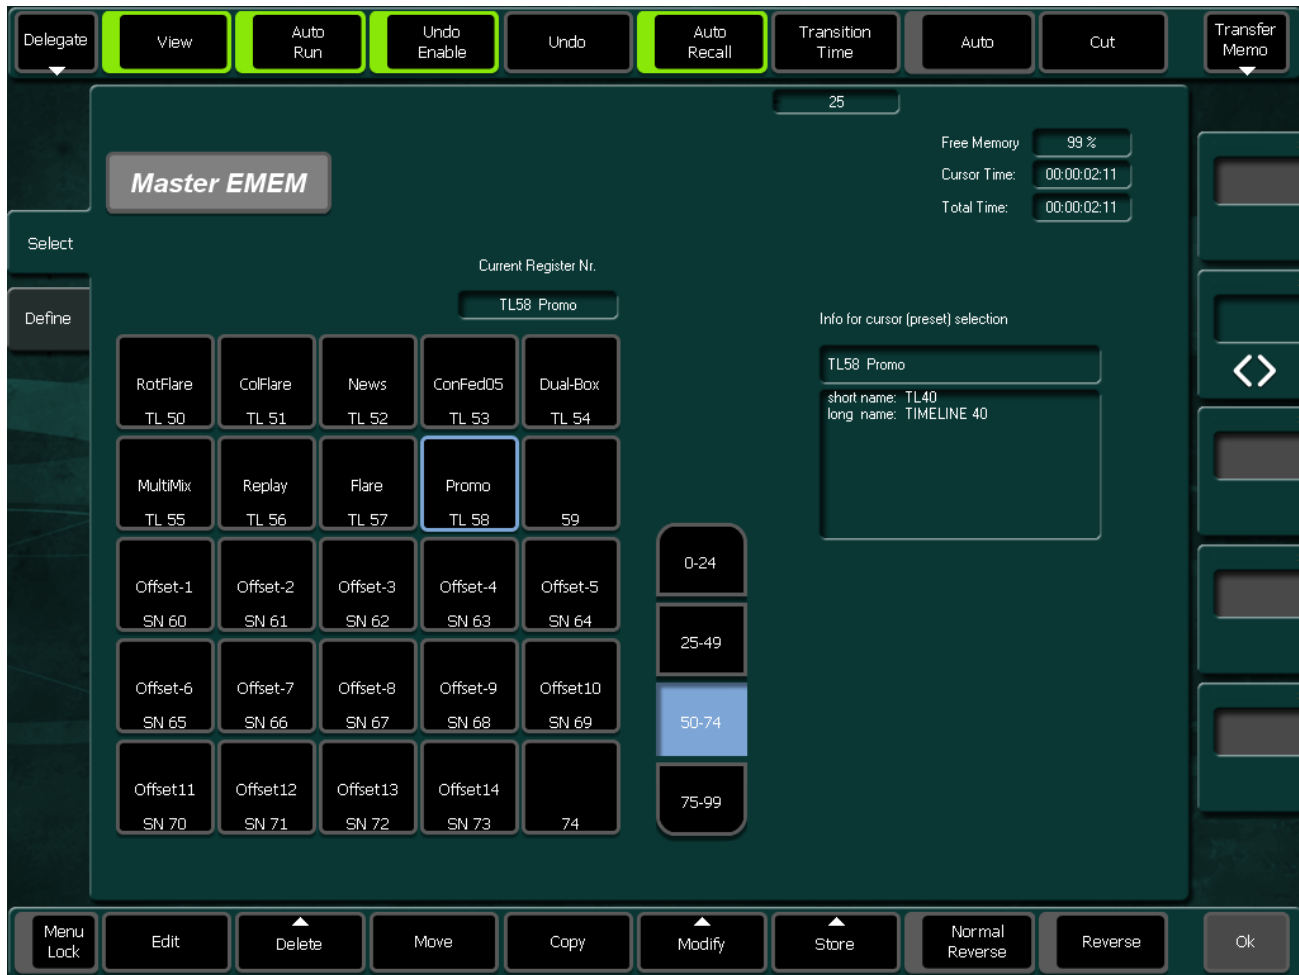 Delegate
View
Auto
Run
Undo
Enable
Undo
Auto
Recall
Transition
Time
Auto
Cut
Transfer
Memo
25
Free Memory 99 %
Cursor Time: 00:00:02:11
Total Time: 00:00:02:11
Master EMEM
Select
Define
Current Register Nr.
TL58 Promo
Info for cursor (preset) selection
TL58 Promo
short name: TL40
long name: TIMELINE 40
RotFlare ColFlare News ConFed05 Dual-Box
TL 50 TL 51 TL 52 TL 53 TL 54
MultiMix Replay Flare Promo
TL 55 TL 56 TL 57 TL 58 59
Offset-1 Offset-2 Offset-3 Offset-4 Offset-5
SN 60 SN 61 SN 62 SN 63 SN 64
Offset-6 Offset-7 Offset-8 Offset-9 Offset10
SN 65 SN 66 SN 67 SN 68 SN 69
Offset11 Offset12 Offset13 Offset14
SN 70 SN 71 SN 72 SN 73 74
0-24
25-49
50-74
75-99
Menu
Lock
Edit
Delete
Move
Copy
Modify
Store
Normal
Reverse
Reverse
Ok